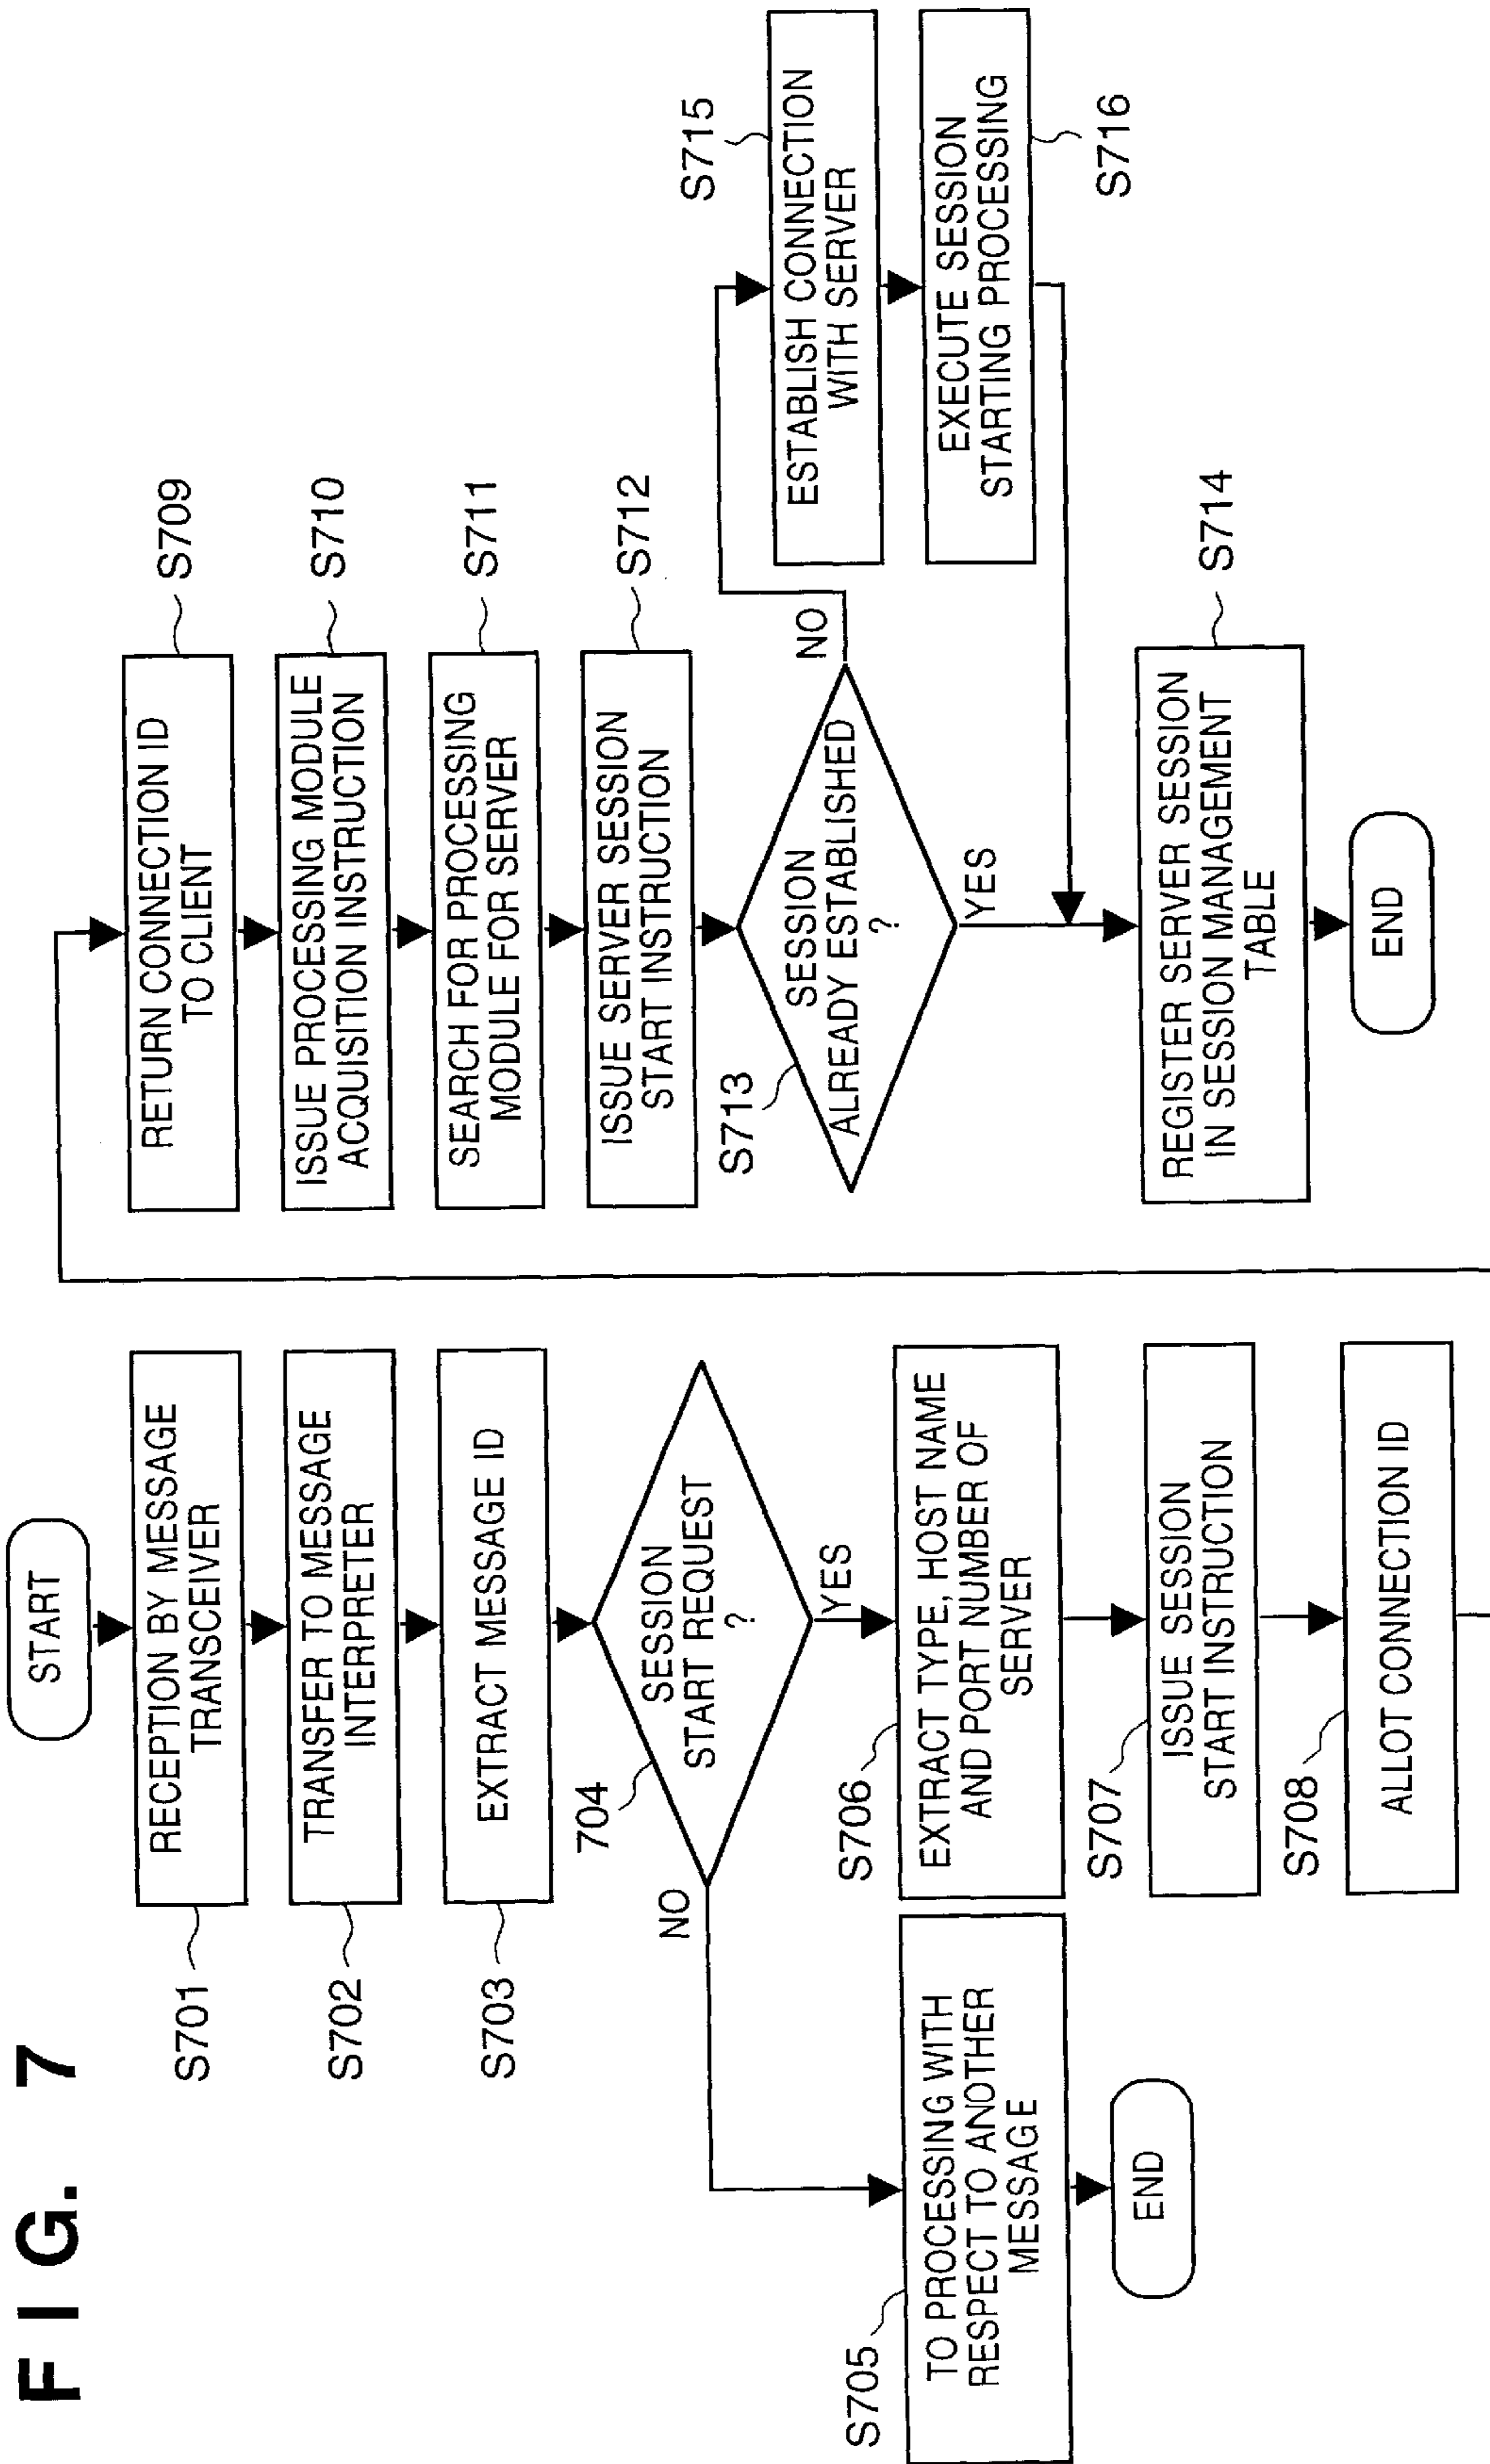 FIG. 7
START
RECEPTION BY MESSAGE
TRANSCEIVER
S701
TRANSFER TO MESSAGE
INTERPRETER
S702
EXTRACT MESSAGE ID
S703
SESSION
START REQUEST
?
704
NO
YES
TO PROCESSING WITH
RESPECT TO ANOTHER
MESSAGE
S705
END
EXTRACT TYPE, HOST NAME
AND PORT NUMBER OF
SERVER
S706
ISSUE SESSION
START INSTRUCTION
S707
ALLOT CONNECTION ID
S708
RETURN CONNECTION ID
TO CLIENT
S709
ISSUE PROCESSING MODULE
ACQUISITION INSTRUCTION
S710
SEARCH FOR PROCESSING
MODULE FOR SERVER
S711
ISSUE SERVER SESSION
START INSTRUCTION
S712
SESSION
ALREADY ESTABLISHED
?
S713
NO
YES
ESTABLISH CONNECTION
WITH SERVER
S715
EXECUTE SESSION
STARTING PROCESSING
S716
REGISTER SERVER SESSION
IN SESSION MANAGEMENT
TABLE
S714
END